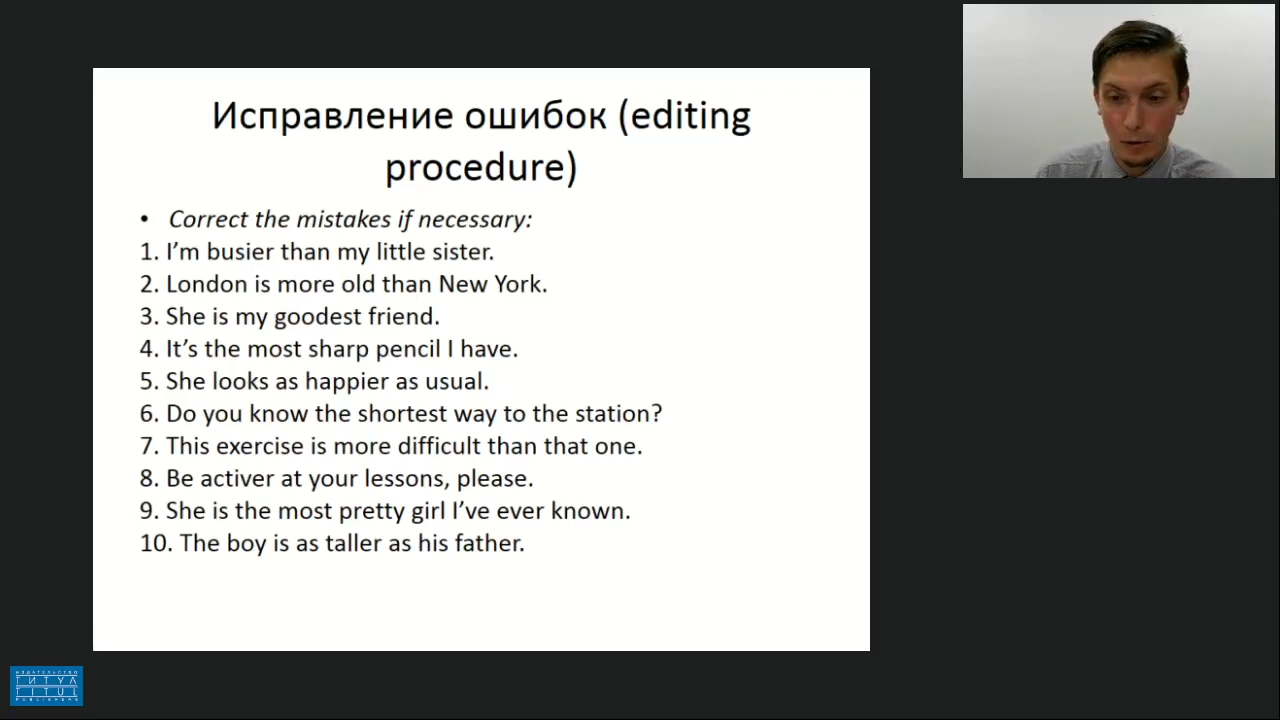 Исправление ошибок (editing
procedure)
• Correct the mistakes if necessary:
1. I’m busier than my little sister.
2. London is more old than New York.
3. She is my goodest friend.
4. It’s the most sharp pencil I have.
5. She looks as happier as usual.
6. Do you know the shortest way to the station?
7. This exercise is more difficult than that one.
8. Be activer at your lessons, please.
9. She is the most pretty girl I’ve ever known.
10. The boy is as taller as his father.
ИЗДАТЕЛЬСТВО
ТИТУЛ
TITUL
PUBLISHERS